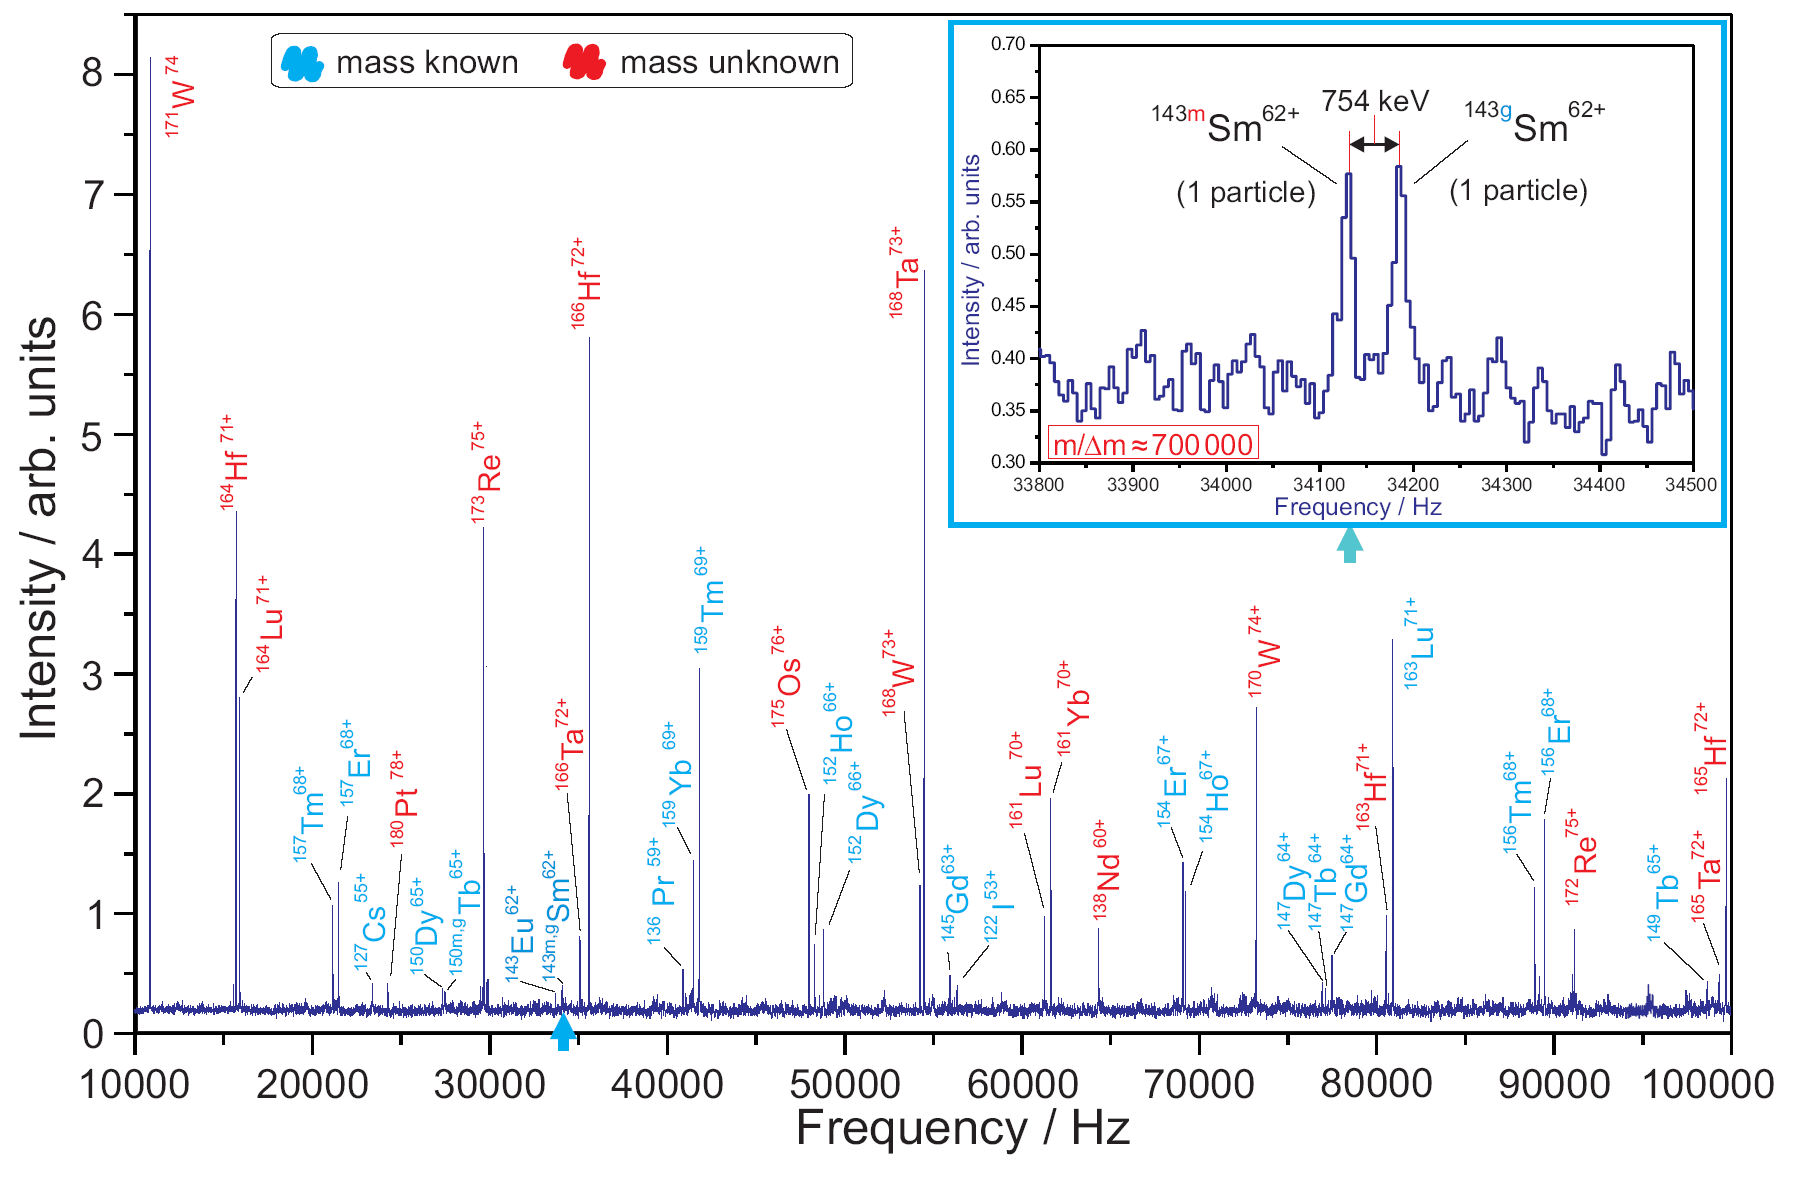 mass known
mass unknown
Intensity / arb. units
8
7
6
5
4
3
2
1
0
171W74
164Hf71+
164Lu71+
157Tm68+
157Er68+
127Cs55+
180Pt78+
150Dy65+
150m,gTb65+
173Re75+
143Eu62+
143m,gSm62+
166Ta72+
166Hf72+
136Pr59+
159Yb69+
159Tm69+
175Os76+
152Ho66+
152Dy66+
168W73+
168Ta73+
145Gd63+
122I53+
161Lu70+
161Yb70+
138Nd60+
154Er67+
154Ho67+
170W74+
147Dy64+
147Tb64+
147Gd64+
163Hf71+
163Lu71+
156Tm68+
156Er68+
172Re75+
149Tb65+
165Ta72+
165Hf72+
10000 20000 30000 40000 50000 60000 70000 80000 90000 100000
Frequency / Hz
Intensity / arb. units
0.70
0.65
0.60
0.55
0.50
0.45
0.40
0.35
0.30
143mSm62+
754 keV
143gSm62+
(1 particle)
(1 particle)
m/Δm ≈ 700 000
33800 33900 34000 34100 34200 34300 34400 34500
Frequency / Hz